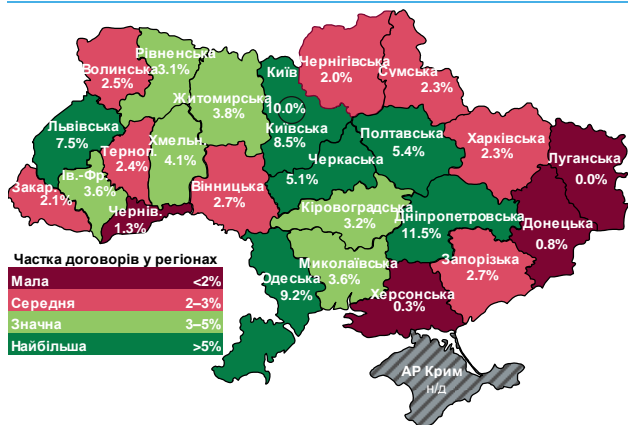 Рівненська
3.1%
Волинська
2.5%
Житомирська
3.8%
Київ
10.0%
Київська
8.5%
Чернігівська
2.0%
Сумська
2.3%
Львівська
7.5%
Терноп.
2.4%
Хмельн.
4.1%
Вінницька
2.7%
Черкаська
5.1%
Полтавська
5.4%
Харківська
2.3%
Луганська
0.0%
Закар.
2.1%
Ів.-Фр.
3.6%
Чернів.
1.3%
Кіровоградська
3.2%
Дніпропетровська
11.5%
Донецька
0.8%
Одеська
9.2%
Миколаївська
3.6%
Херсонська
0.3%
Запорізька
2.7%
АР Крим
н/д
Частка договорів у регіонах
Мала <2%
Середня 2–3%
Значна 3–5%
Найбільша >5%